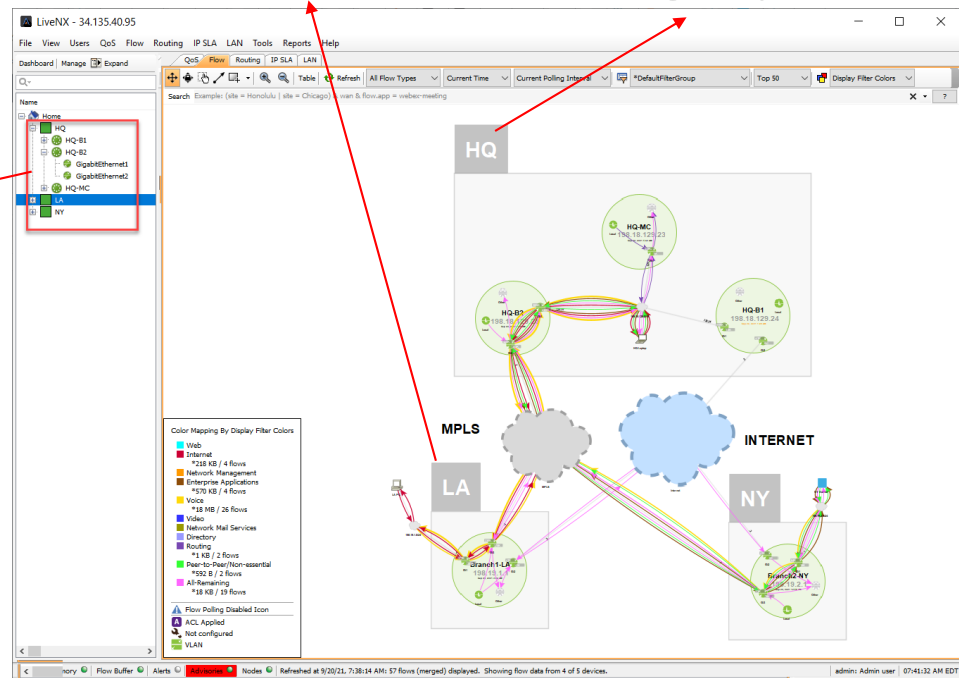 LiveNX - 34.135.40.95
File View Users QoS Flow Routing IP SLA LAN Tools Reports Help
Dashboard Manage Expand
QoS Flow Routing IP SLA LAN
Table Refresh All Flow Types Current Time Current Polling Interval *DefaultFilterGroup Top 50 Display Filter Colors
Search Example: (site = Honolulu | site = Chicago) & wan & flow.app = webex-meeting
Name
Home
HQ
HQ-B1
HQ-B2
GigabitEthernet1
GigabitEthernet2
HQ-MC
LA
NY
HQ
HQ-MC
198.18.129.23
HQ-B2
HQ-B1
198.18.129.24
MPLS
INTERNET
LA
NY
Branch1-LA
Branch2-NY
Color Mapping By Display Filter Colors
Web
Internet
*218 KB / 4 flows
Network Management
Enterprise Applications
*570 KB / 4 flows
Voice
*18 MB / 26 flows
Video
Network Mail Services
Directory
Routing
*1 KB / 2 flows
Peer-to-Peer/Non-essential
*592 B / 2 flows
All-Remaining
*18 KB / 19 flows
Flow Polling Disabled Icon
A ACL Applied
Not configured
VLAN
Flow Buffer Alerts Advisories Nodes Refreshed at 9/20/21, 7:38:14 AM: 57 flows (merged) displayed. Showing flow data from 4 of 5 devices. admin: Admin user 07:41:32 AM EDT